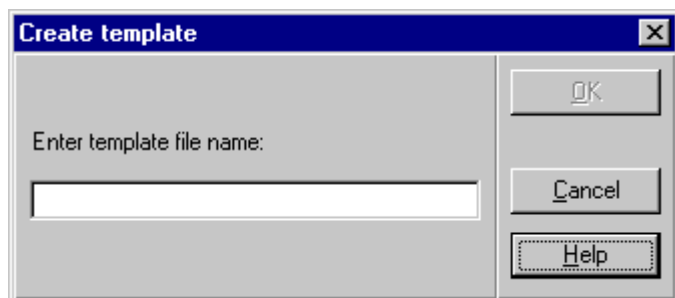 Create template
OK
Enter template file name:
Cancel
Help